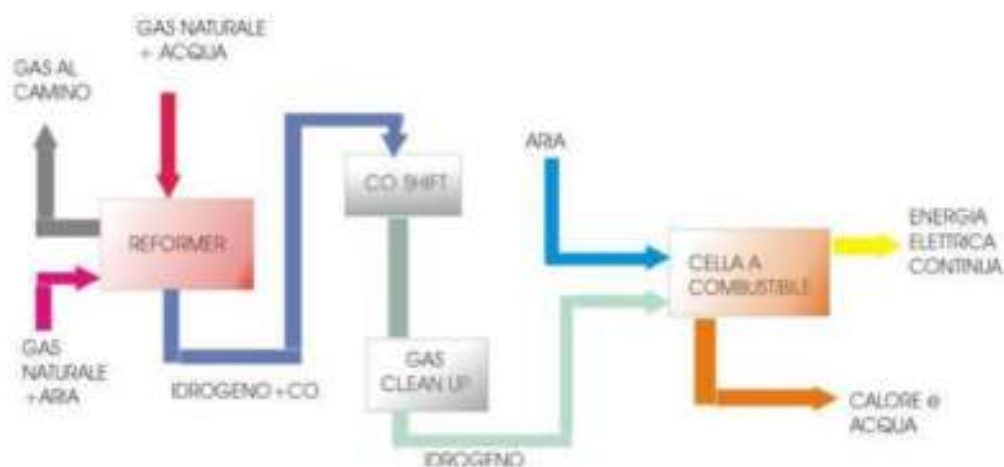 GAS NATURALE
+ ACQUA
GAS AL
CAMINO
ARIA
CO SHIFT
REFORMER
ENERGIA
ELETTRICA
CONTINUA
CELLA A
COMBUSTIBILE
GAS
NATURALE
+ARIA
GAS
CLEAN UP
IDROGENO+CO
CALORE e
ACQUA
IDROGENO